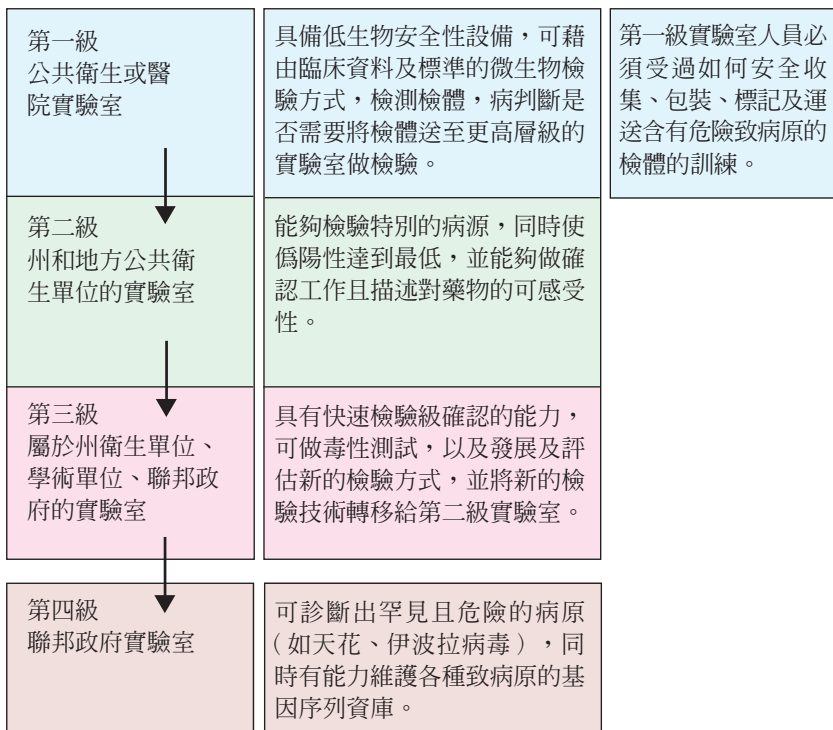 第一級
公共衛生或醫
院實驗室
具備低生物安全性設備，可藉
由臨床資料及標準的微生物檢
驗方式，檢測檢體，病判斷是
否需要將檢體送至更高層級的
實驗室做檢驗。
第一級實驗室人員必
須受過如何安全收
集、包裝、標記及運
送含有危險致病原的
檢體的訓練。
第二級
州和地方公共衛
生單位的實驗室
能夠檢驗特別的病源，同時使
偽陽性達到最低，並能夠做確
認工作且描述對藥物的可感受
性。
第三級
屬於州衛生單位、
學術單位、聯邦政
府的實驗室
具有快速檢驗級確認的能力，
可做毒性測試，以及發展及評
估新的檢驗方式，並將新的檢
驗技術轉移給第二級實驗室。
第四級
聯邦政府實驗室
可診斷出罕見且危險的病原
（如天花、伊波拉病毒），同
時有能力維護各種致病原的基
因序列資庫。